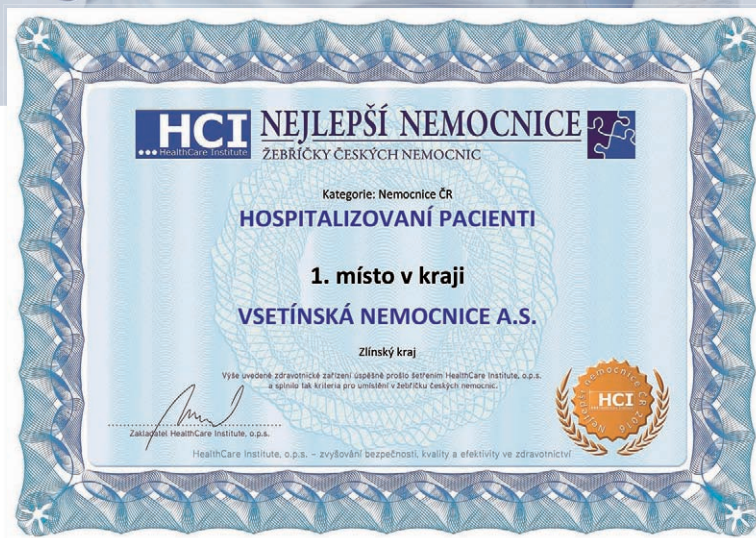 HCI
HealthCare Institute
NEJLEPŠÍ NEMOCNICE
ŽEBŘÍČKY ČESKÝCH NEMOCNIC
Kategorie: Nemocnice ČR
HOSPITALIZOVANÍ PACIENTI
1. místo v kraji
VSETÍNSKÁ NEMOCNICE A.S.
Zlínský kraj
Výše uvedené zdravotnické zařízení úspěšně prošlo šetřením HealthCare Institute, o.p.s.
a splnilo tak kriteria pro umístění v žebříčku českých nemocnic.
Zakladatel HealthCare Institute, o.p.s.
Nejlepší nemocnice ČR 2016
HCI
HealthCare Institute, o.p.s. – zvyšování bezpečnosti, kvality a efektivity ve zdravotnictví